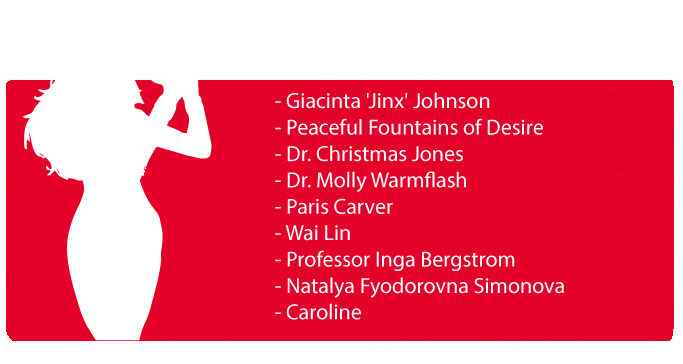 - Giacinta 'Jinx' Johnson
- Peaceful Fountains of Desire
- Dr. Christmas Jones
- Dr. Molly Warmflash
- Paris Carver
- Wai Lin
- Professor Inga Bergstrom
- Natalya Fyodorovna Simonova
- Caroline